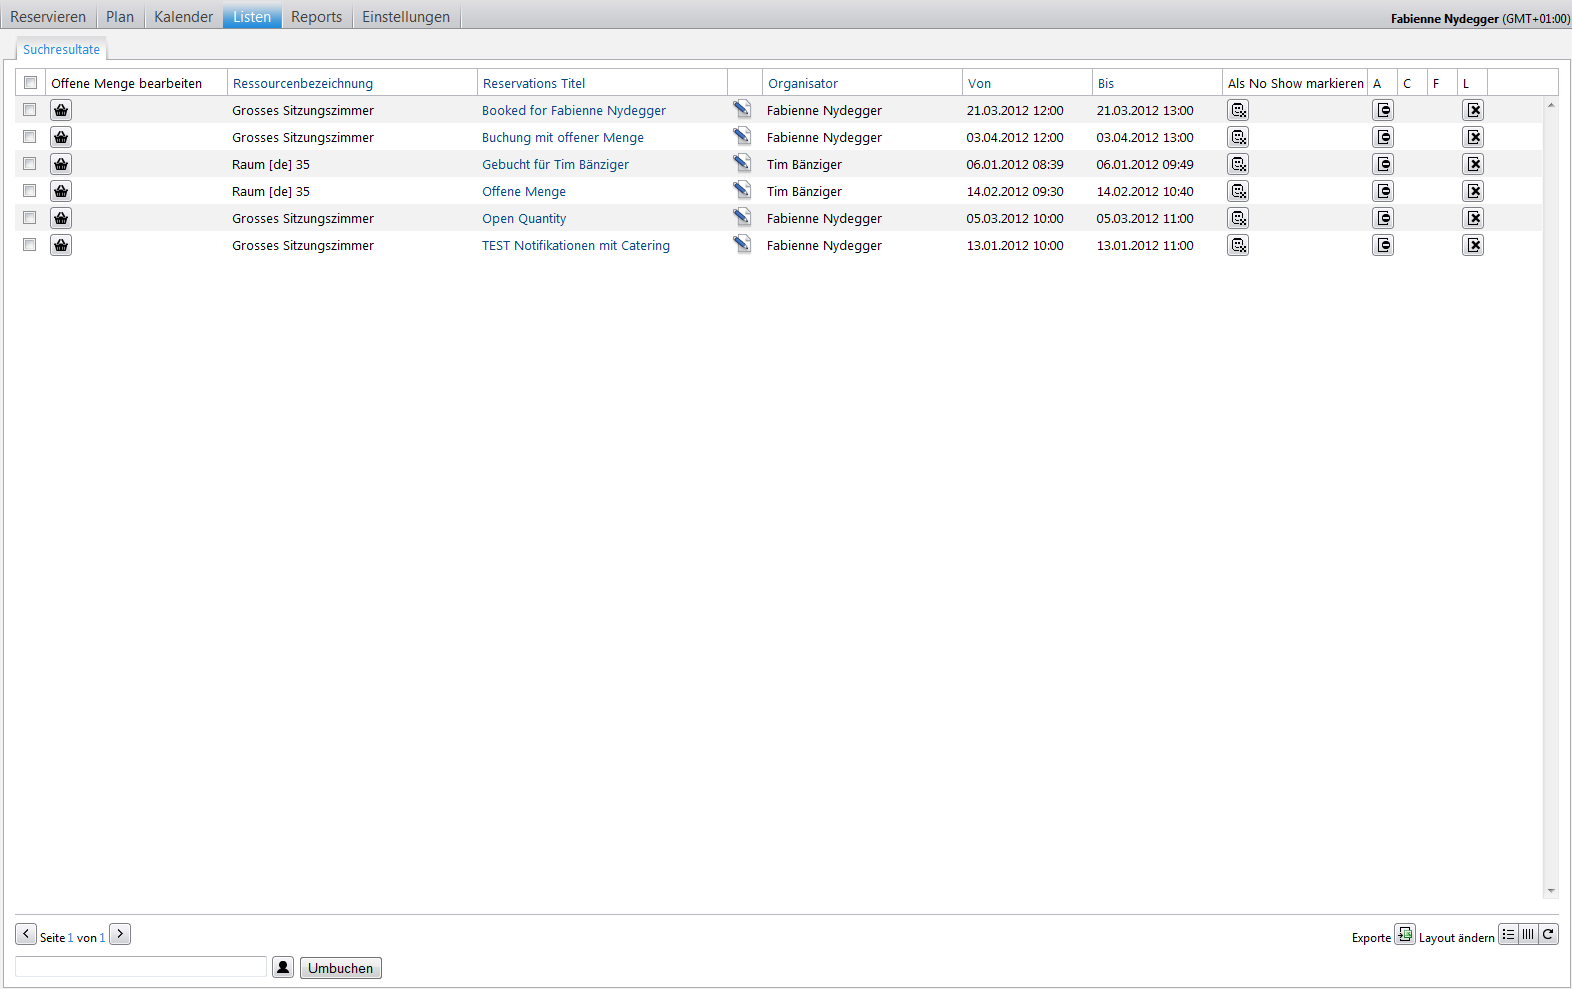 Reservieren Plan Kalender Listen Reports Einstellungen Fabienne Nydegger (GMT+01:00)
Suchresultate
Offene Menge bearbeiten Ressourcenbezeichnung Reservations Titel Organisator Von Bis Als No Show markieren A C F L
Grosses Sitzungszimmer Booked for Fabienne Nydegger Fabienne Nydegger 21.03.2012 12:00 21.03.2012 13:00
Grosses Sitzungszimmer Buchung mit offener Menge Fabienne Nydegger 03.04.2012 12:00 03.04.2012 13:00
Raum [de] 35 Gebucht für Tim Bänziger Tim Bänziger 06.01.2012 08:39 06.01.2012 09:49
Raum [de] 35 Offene Menge Tim Bänziger 14.02.2012 09:30 14.02.2012 10:40
Grosses Sitzungszimmer Open Quantity Fabienne Nydegger 05.03.2012 10:00 05.03.2012 11:00
Grosses Sitzungszimmer TEST Notifikationen mit Catering Fabienne Nydegger 13.01.2012 10:00 13.01.2012 11:00
Seite 1 von 1 Exporte Layout ändern
Umbuchen